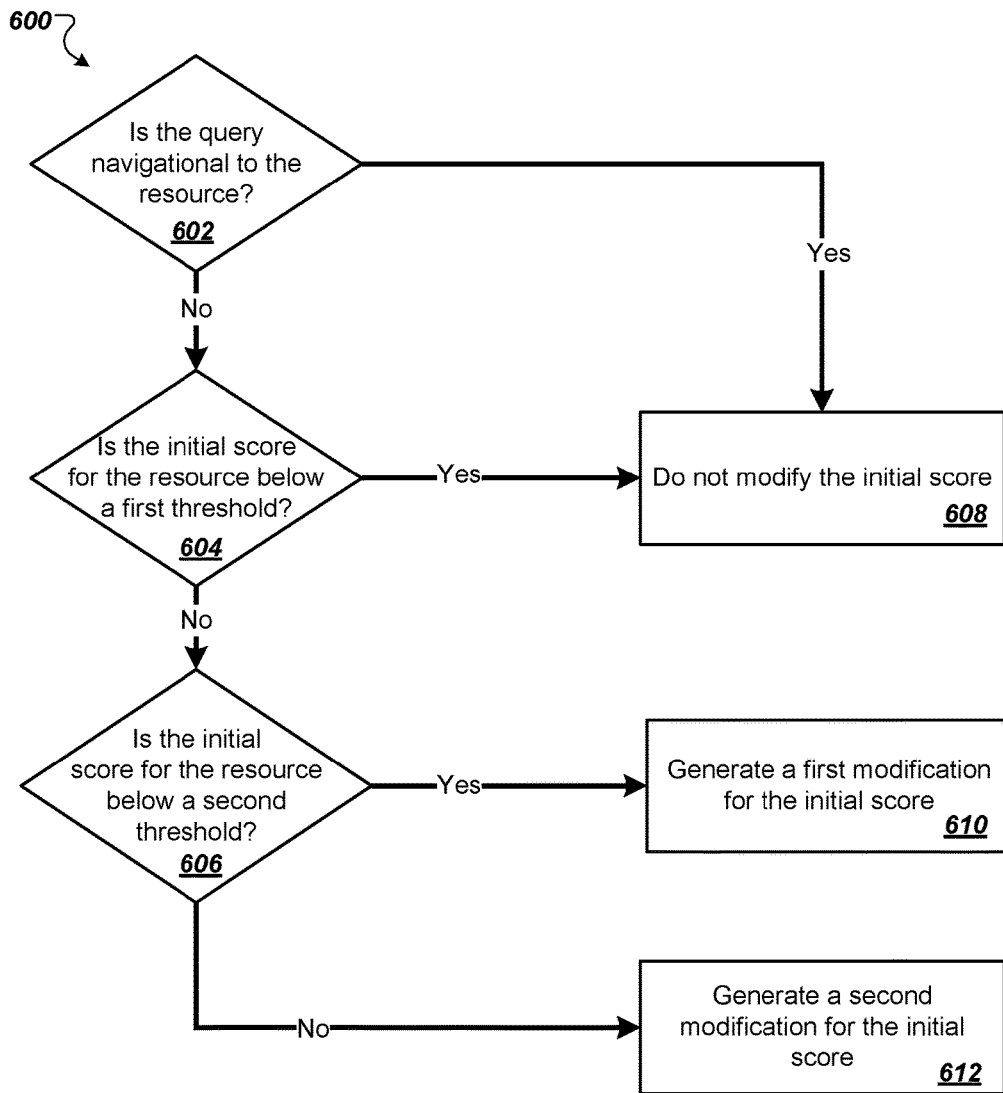 600
Is the query
navigational to the
resource?
602
Yes
No
Is the initial score
for the resource below
a first threshold?
604
Yes
Do not modify the initial score
608
No
Is the initial
score for the resource
below a second
threshold?
606
Yes
Generate a first modification
for the initial score
610
No
Generate a second
modification for the initial
score
612